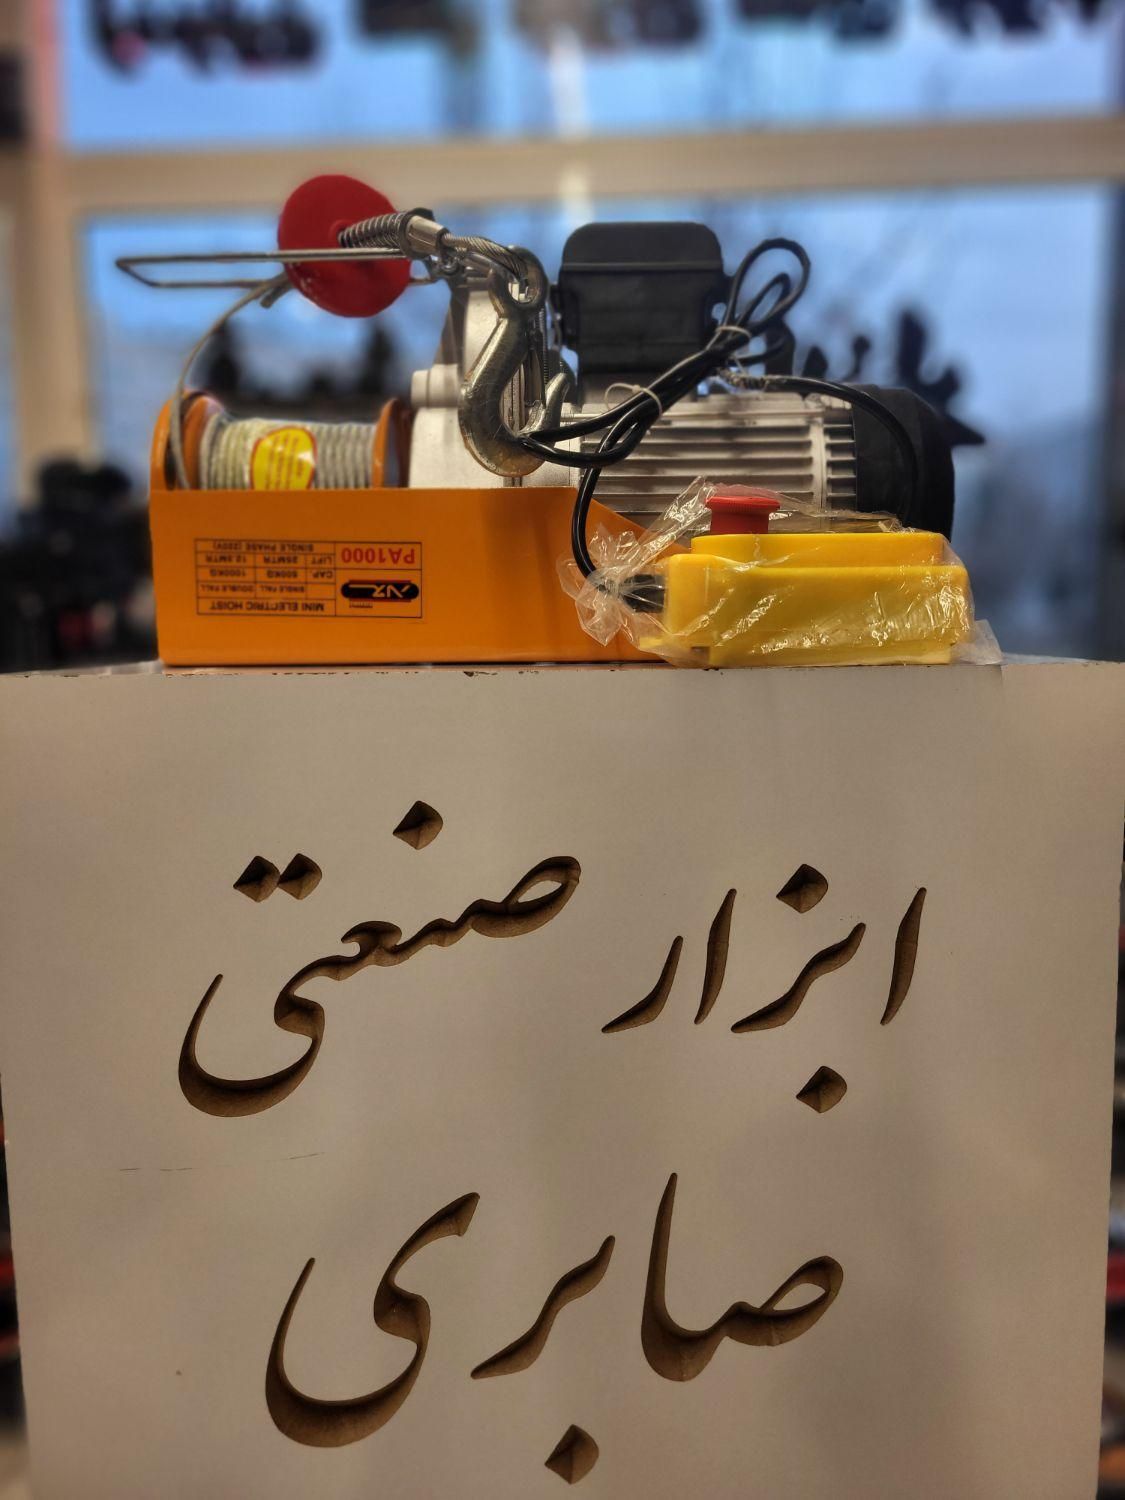 PA1000
MINI ELECTRIC HOIST
SINGLE FALL DOUBLE FALL
CAP. 500KG 1000KG
LIFT 25MTR 12.5MTR
SINGLE PHASE (220V)
ابزار صنعتی
صابری